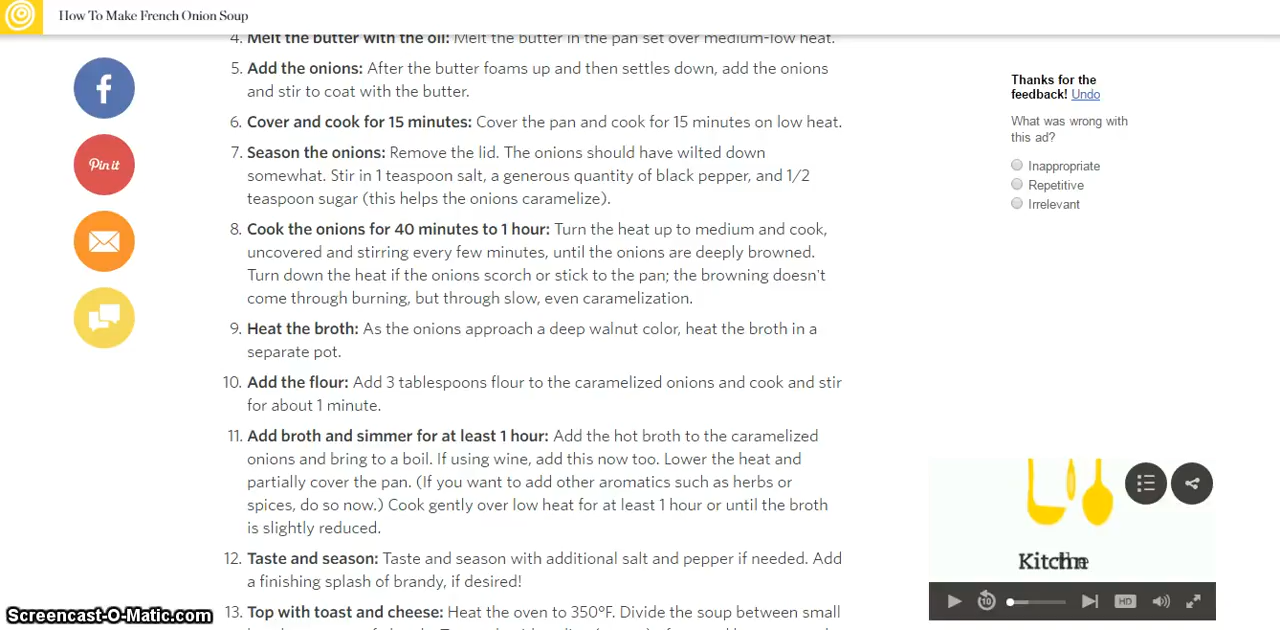 How To Make French Onion Soup
4. Melt the butter with the oil: Melt the butter in the pan set over medium-low heat.
5. Add the onions: After the butter foams up and then settles down, add the onions
and stir to coat with the butter.
6. Cover and cook for 15 minutes: Cover the pan and cook for 15 minutes on low heat.
7. Season the onions: Remove the lid. The onions should have wilted down
somewhat. Stir in 1 teaspoon salt, a generous quantity of black pepper, and 1/2
teaspoon sugar (this helps the onions caramelize).
8. Cook the onions for 40 minutes to 1 hour: Turn the heat up to medium and cook,
uncovered and stirring every few minutes, until the onions are deeply browned.
Turn down the heat if the onions scorch or stick to the pan; the browning doesn't
come through burning, but through slow, even caramelization.
9. Heat the broth: As the onions approach a deep walnut color, heat the broth in a
separate pot.
10. Add the flour: Add 3 tablespoons flour to the caramelized onions and cook and stir
for about 1 minute.
11. Add broth and simmer for at least 1 hour: Add the hot broth to the caramelized
onions and bring to a boil. If using wine, add this now too. Lower the heat and
partially cover the pan. (If you want to add other aromatics such as herbs or
spices, do so now.) Cook gently over low heat for at least 1 hour or until the broth
is slightly reduced.
12. Taste and season: Taste and season with additional salt and pepper if needed. Add
a finishing splash of brandy, if desired!
13. Top with toast and cheese: Heat the oven to 350°F. Divide the soup between small
f
Pin it
Thanks for the
feedback! Undo
What was wrong with
this ad?
Inappropriate
Repetitive
Irrelevant
10
HD
Screencast-O-Matic.com